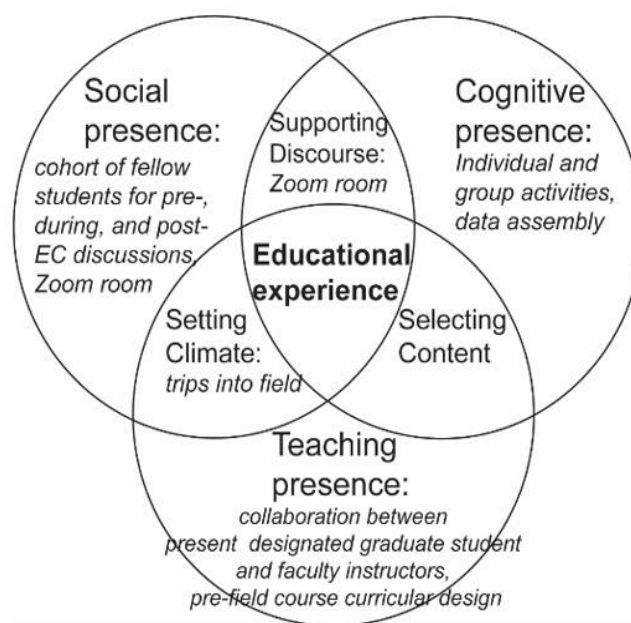 Social
presence:
cohort of fellow
students for pre-,
during, and post-
EC discussions,
Zoom room
Supporting
Discourse:
Zoom room
Cognitive
presence:
Individual and
group activities,
data assembly
Educational
experience
Setting
Climate:
trips into field
Selecting
Content
Teaching
presence:
collaboration between
present designated graduate student
and faculty instructors,
pre-field course curricular design